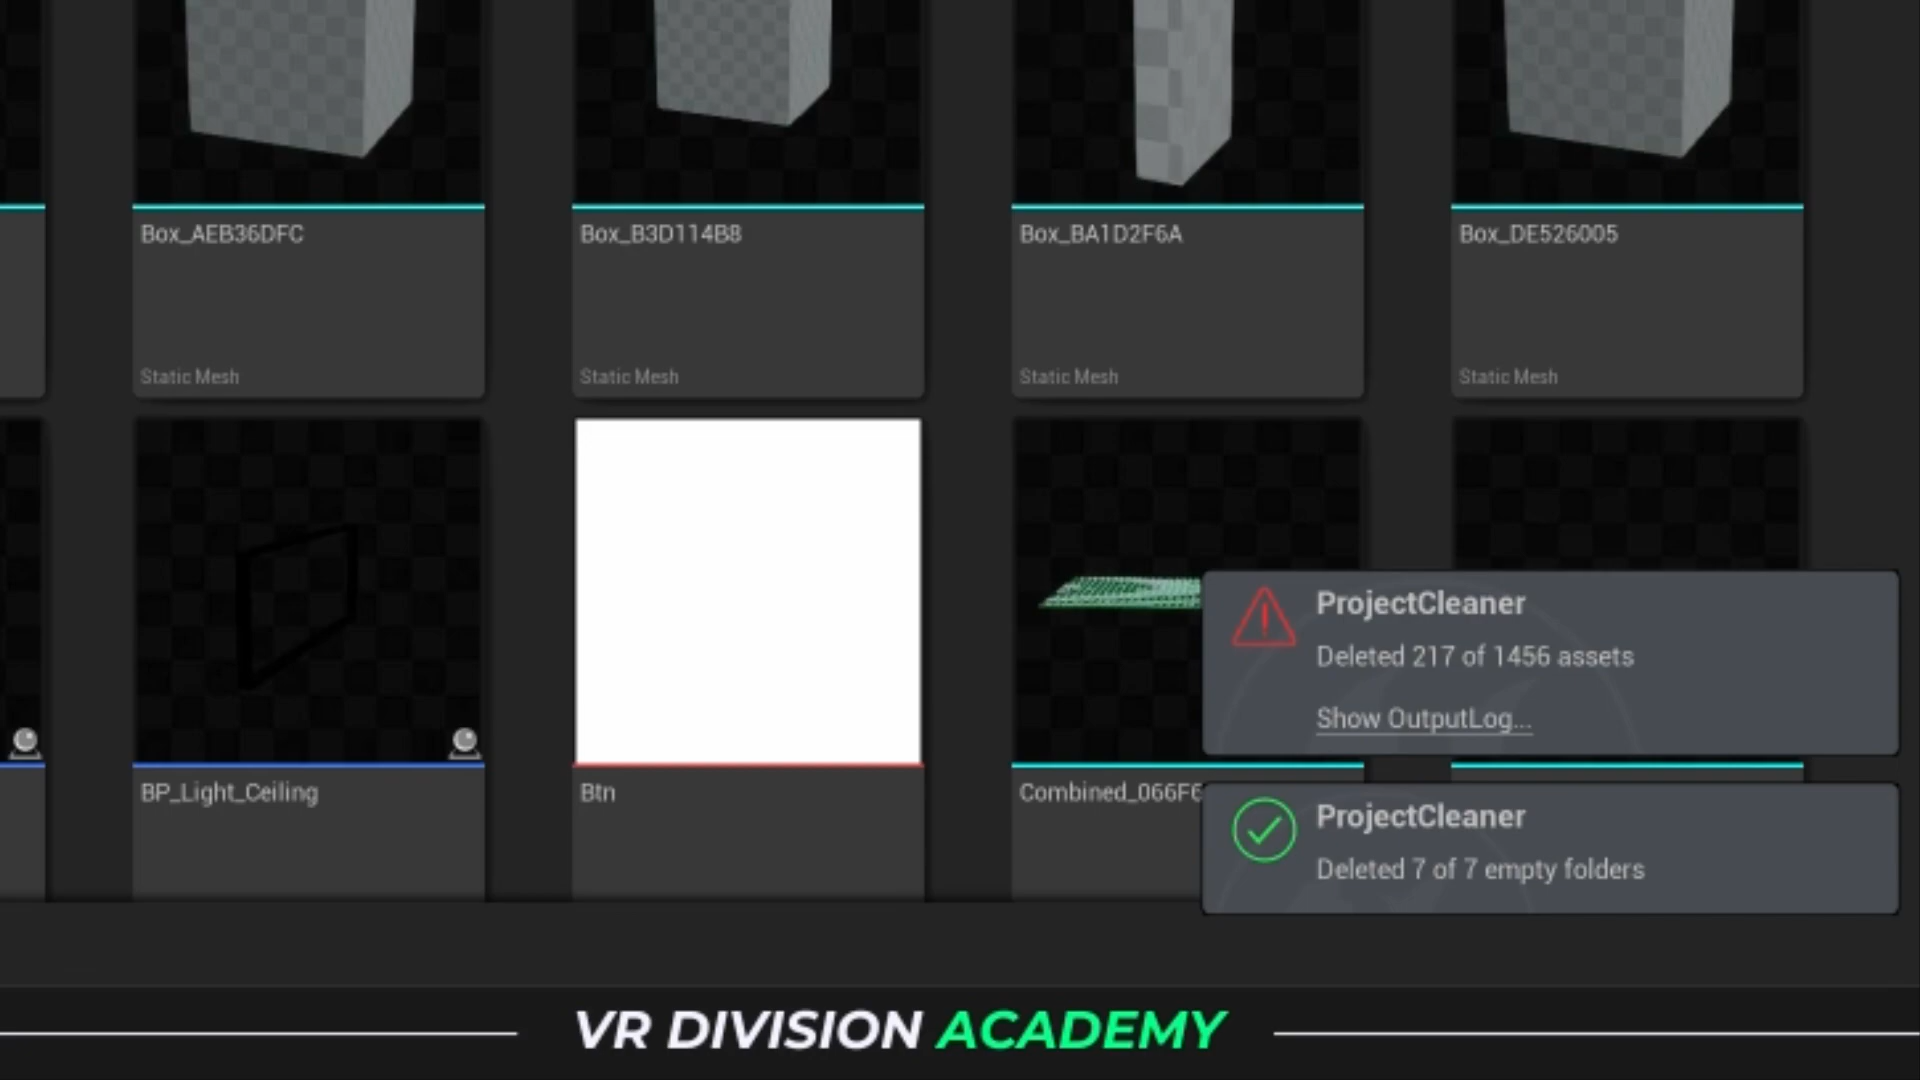 Box_AEB36DFC
Box_B3D114B8
Box_BA1D2F6A
Box_DE526005
Static Mesh
Static Mesh
Static Mesh
Static Mesh
BP_Light_Ceiling
Btn
Combined_066F6
ProjectCleaner
Deleted 217 of 1456 assets
Show OutputLog...
ProjectCleaner
Deleted 7 of 7 empty folders
VR DIVISION ACADEMY